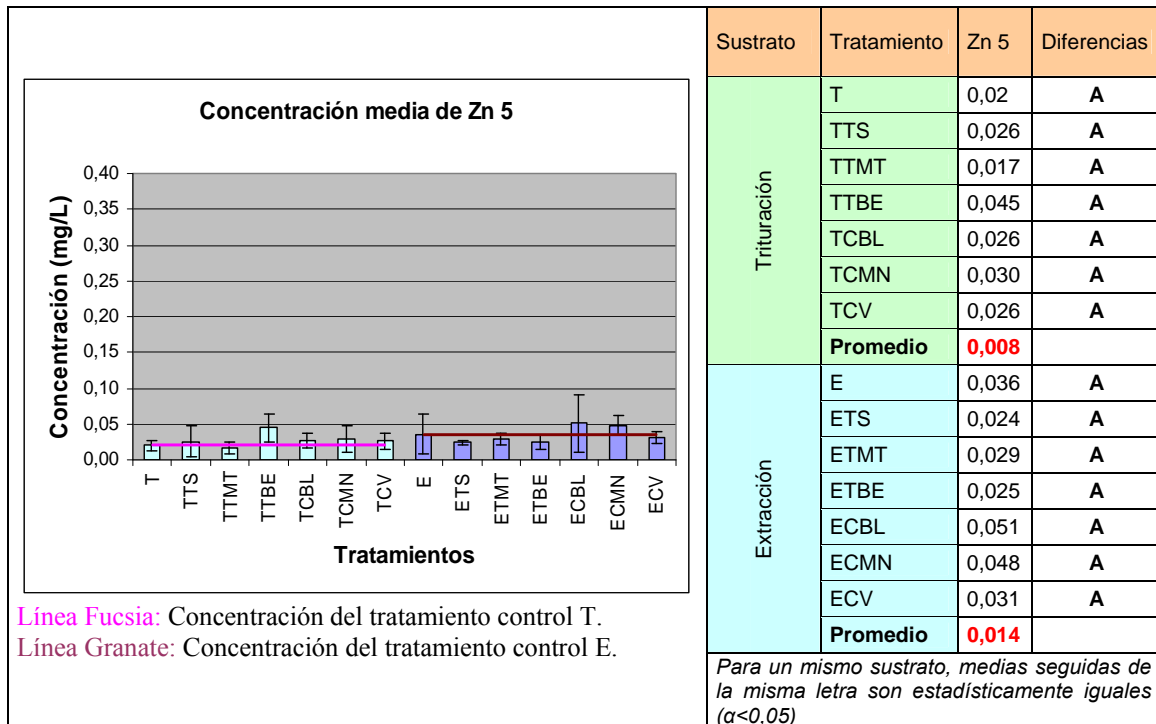 Concentración media de Zn 5
Concentración (mg/L)
0,40
0,35
0,30
0,25
0,20
0,15
0,10
0,05
0,00
T
TTS
TTMT
TTBE
TCBL
TCMN
TCV
E
ETS
ETMT
ETBE
ECBL
ECMN
ECV
Tratamientos
Línea Fucsia: Concentración del tratamiento control T.
Línea Granate: Concentración del tratamiento control E.
Sustrato Tratamiento Zn 5 Diferencias
Trituración
T 0,02 A
TTS 0,026 A
TTMT 0,017 A
TTBE 0,045 A
TCBL 0,026 A
TCMN 0,030 A
TCV 0,026 A
Promedio 0,008
Extracción
E 0,036 A
ETS 0,024 A
ETMT 0,029 A
ETBE 0,025 A
ECBL 0,051 A
ECMN 0,048 A
ECV 0,031 A
Promedio 0,014
Para un mismo sustrato, medias seguidas de
la misma letra son estadísticamente iguales
(α<0.05)